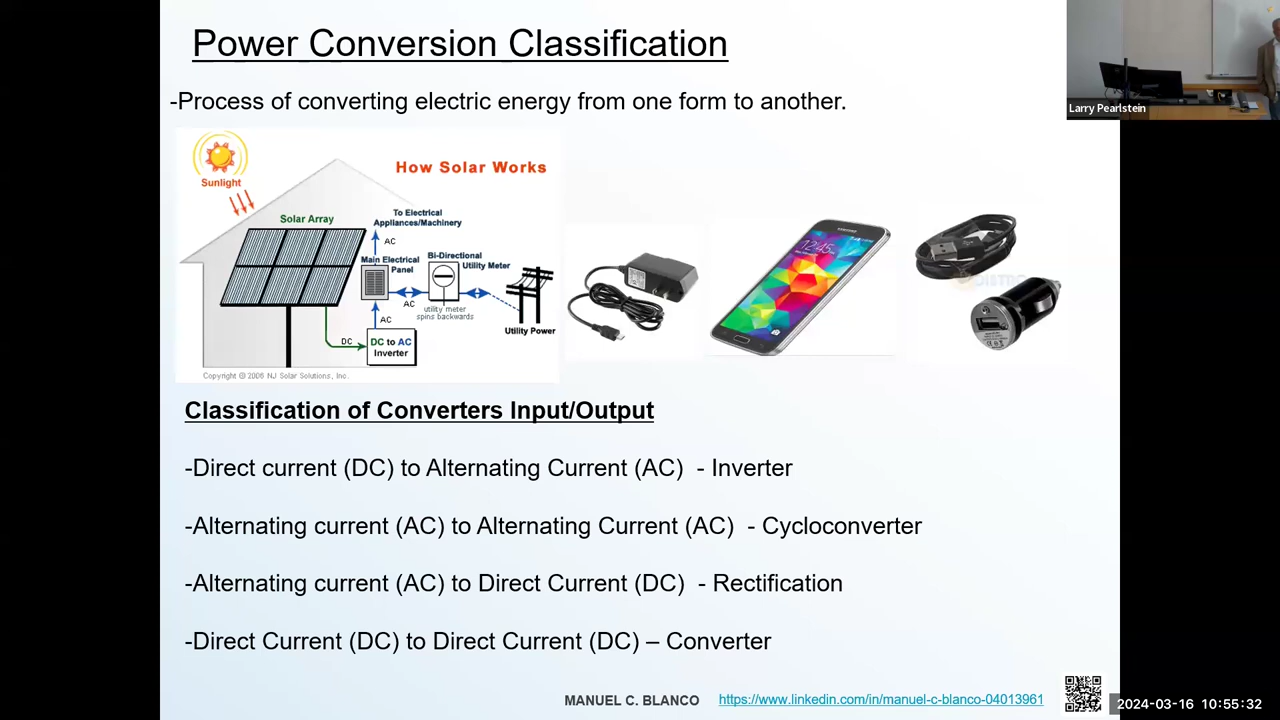 Power Conversion Classification
-Process of converting electric energy from one form to another.
Larry Pearlstein
Sunlight
How Solar Works
Solar Array
To Electrical
Appliances/Machinery
AC
Main Electrical
Panel
Bi-Directional
Utility Meter
AC
utility meter
spins backwards
Utility Power
AC
DC
DC to AC
Inverter
Copyright © 2006 NJ Solar Solutions, Inc.
SAMSUNG
12:45
Classification of Converters Input/Output
-Direct current (DC) to Alternating Current (AC) - Inverter
-Alternating current (AC) to Alternating Current (AC) - Cycloconverter
-Alternating current (AC) to Direct Current (DC) - Rectification
-Direct Current (DC) to Direct Current (DC) – Converter
MANUEL C. BLANCO
https://www.linkedin.com/in/manuel-c-blanco-04013961
2024-03-16 10:55:32